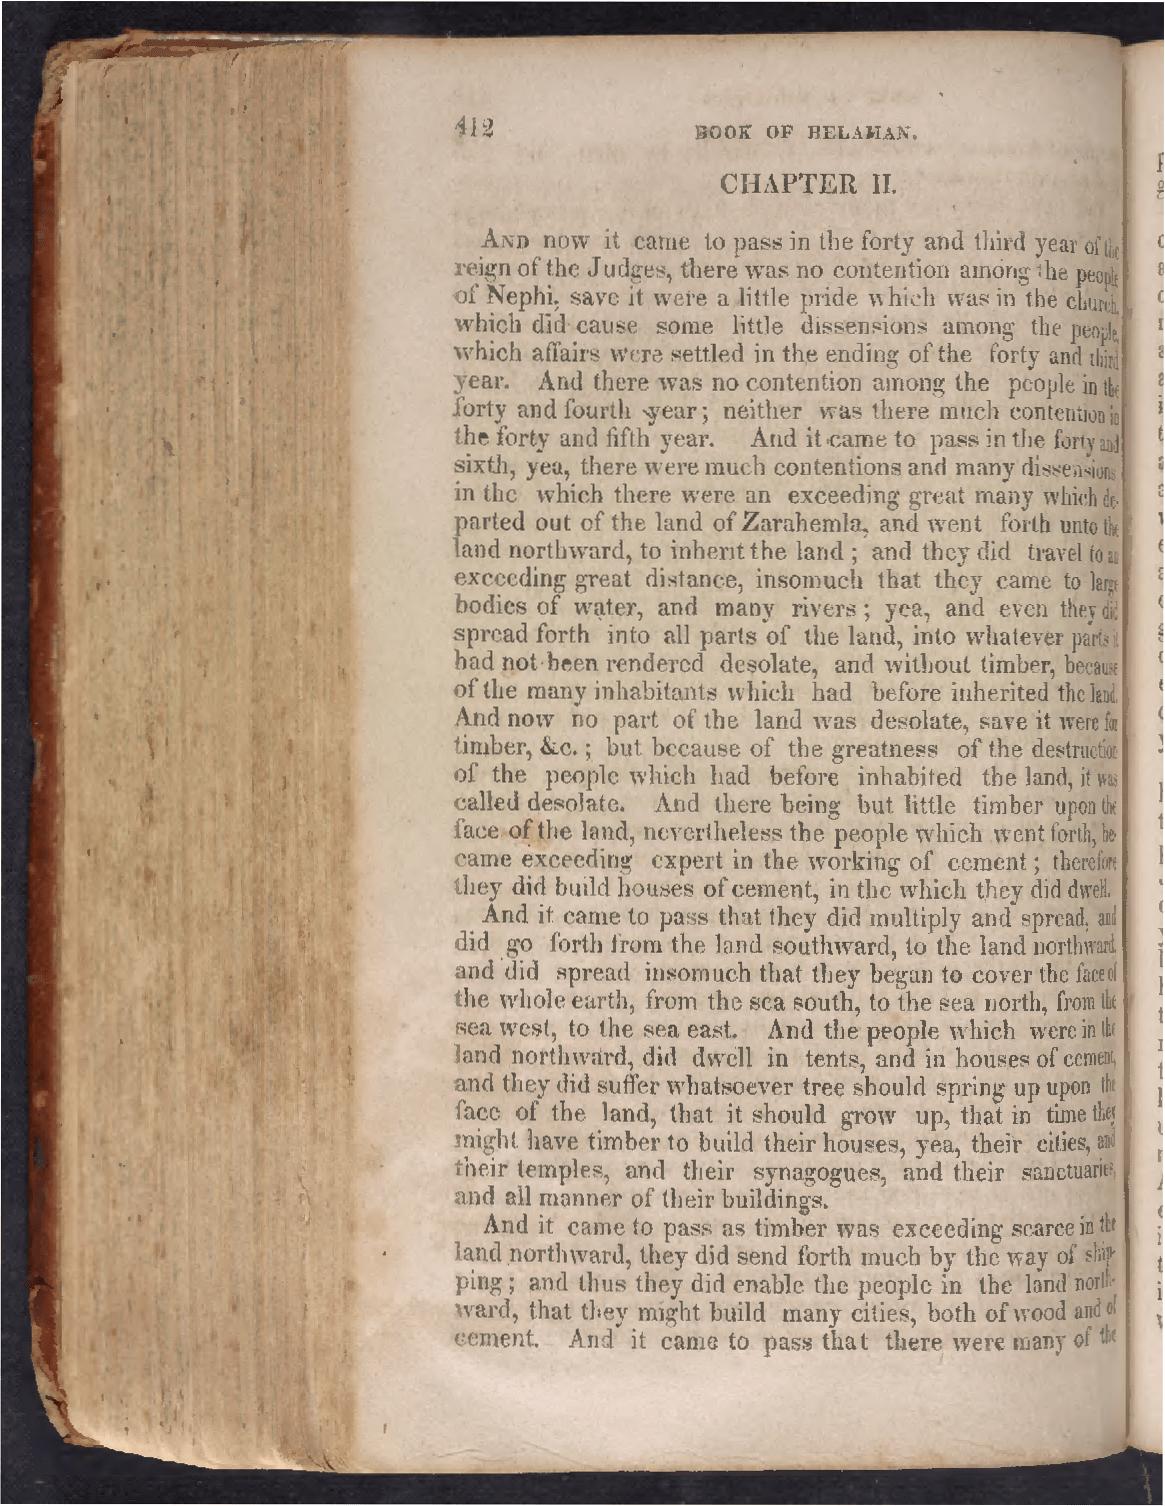 412 BOOK OF HELAMAN.
CHAPTER II.
AND now it came to pass in the forty and third year of the
reign of the Judges, there was no contention among the people
of Nephi, save it were a little pride which was in the church,
which did cause some little dissensions among the people,
which affairs were settled in the ending of the forty and third
year. And there was no contention among the people in the
forty and fourth year; neither was there much contention in
the forty and fifth year. And it came to pass in the forty and
sixth, yea, there were much contentions and many dissensions
in the which there were an exceeding great many which de-
parted out of the land of Zarahemla, and went forth unto the
land northward, to inherit the land ; and they did travel to an
exceeding great distance, insomuch that they came to large
bodies of water, and many rivers ; yea, and even they did
spread forth into all parts of the land, into whatever parts it
had not been rendered desolate, and without timber, because
of the many inhabitants which had before inherited the land.
And now no part of the land was desolate, save it were for
timber, &c. ; but because of the greatness of the destruction
of the people which had before inhabited the land, it was
called desolate. And there being but little timber upon the
face of the land, nevertheless the people which went forth, be-
came exceeding expert in the working of cement ; therefore
they did build houses of cement, in the which they did dwell.
And it came to pass that they did multiply and spread, and
did go forth from the land southward, to the land northward,
and did spread insomuch that they began to cover the face of
the whole earth, from the sea south, to the sea north, from the
sea west, to the sea east. And the people which were in the
land northward, did dwell in tents, and in houses of cement,
and they did suffer whatsoever tree should spring up upon the
face of the land, that it should grow up, that in time they
might have timber to build their houses, yea, their cities, and
their temples, and their synagogues, and their sanctuaries,
and all manner of their buildings.
And it came to pass as timber was exceeding scarce in the
land northward, they did send forth much by the way of ship-
ping ; and thus they did enable the people in the land north-
ward, that they might build many cities, both of wood and of
cement. And it came to pass that there were many of the